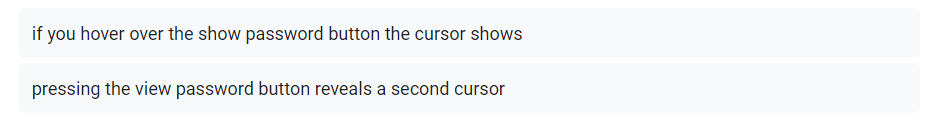 if you hover over the show password button the cursor shows
pressing the view password button reveals a second cursor